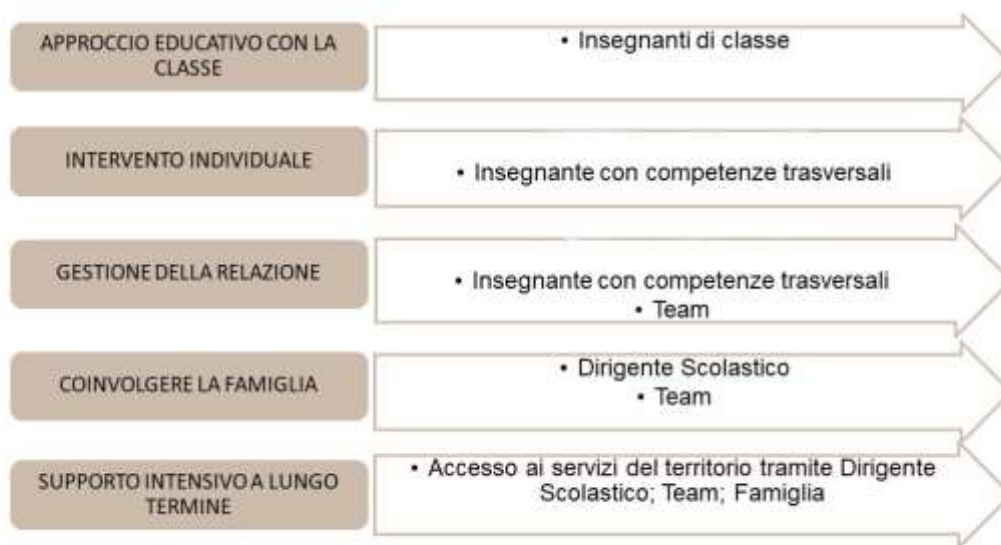 APPROCCIO EDUCATIVO CON LA
CLASSE
• Insegnanti di classe
INTERVENTO INDIVIDUALE
• Insegnante con competenze trasversali
GESTIONE DELLA RELAZIONE
• Insegnante con competenze trasversali
• Team
COINVOLGERE LA FAMIGLIA
• Dirigente Scolastico
• Team
SUPPORTO INTENSIVO A LUNGO
TERMINE
• Accesso ai servizi del territorio tramite Dirigente
Scolastico; Team; Famiglia